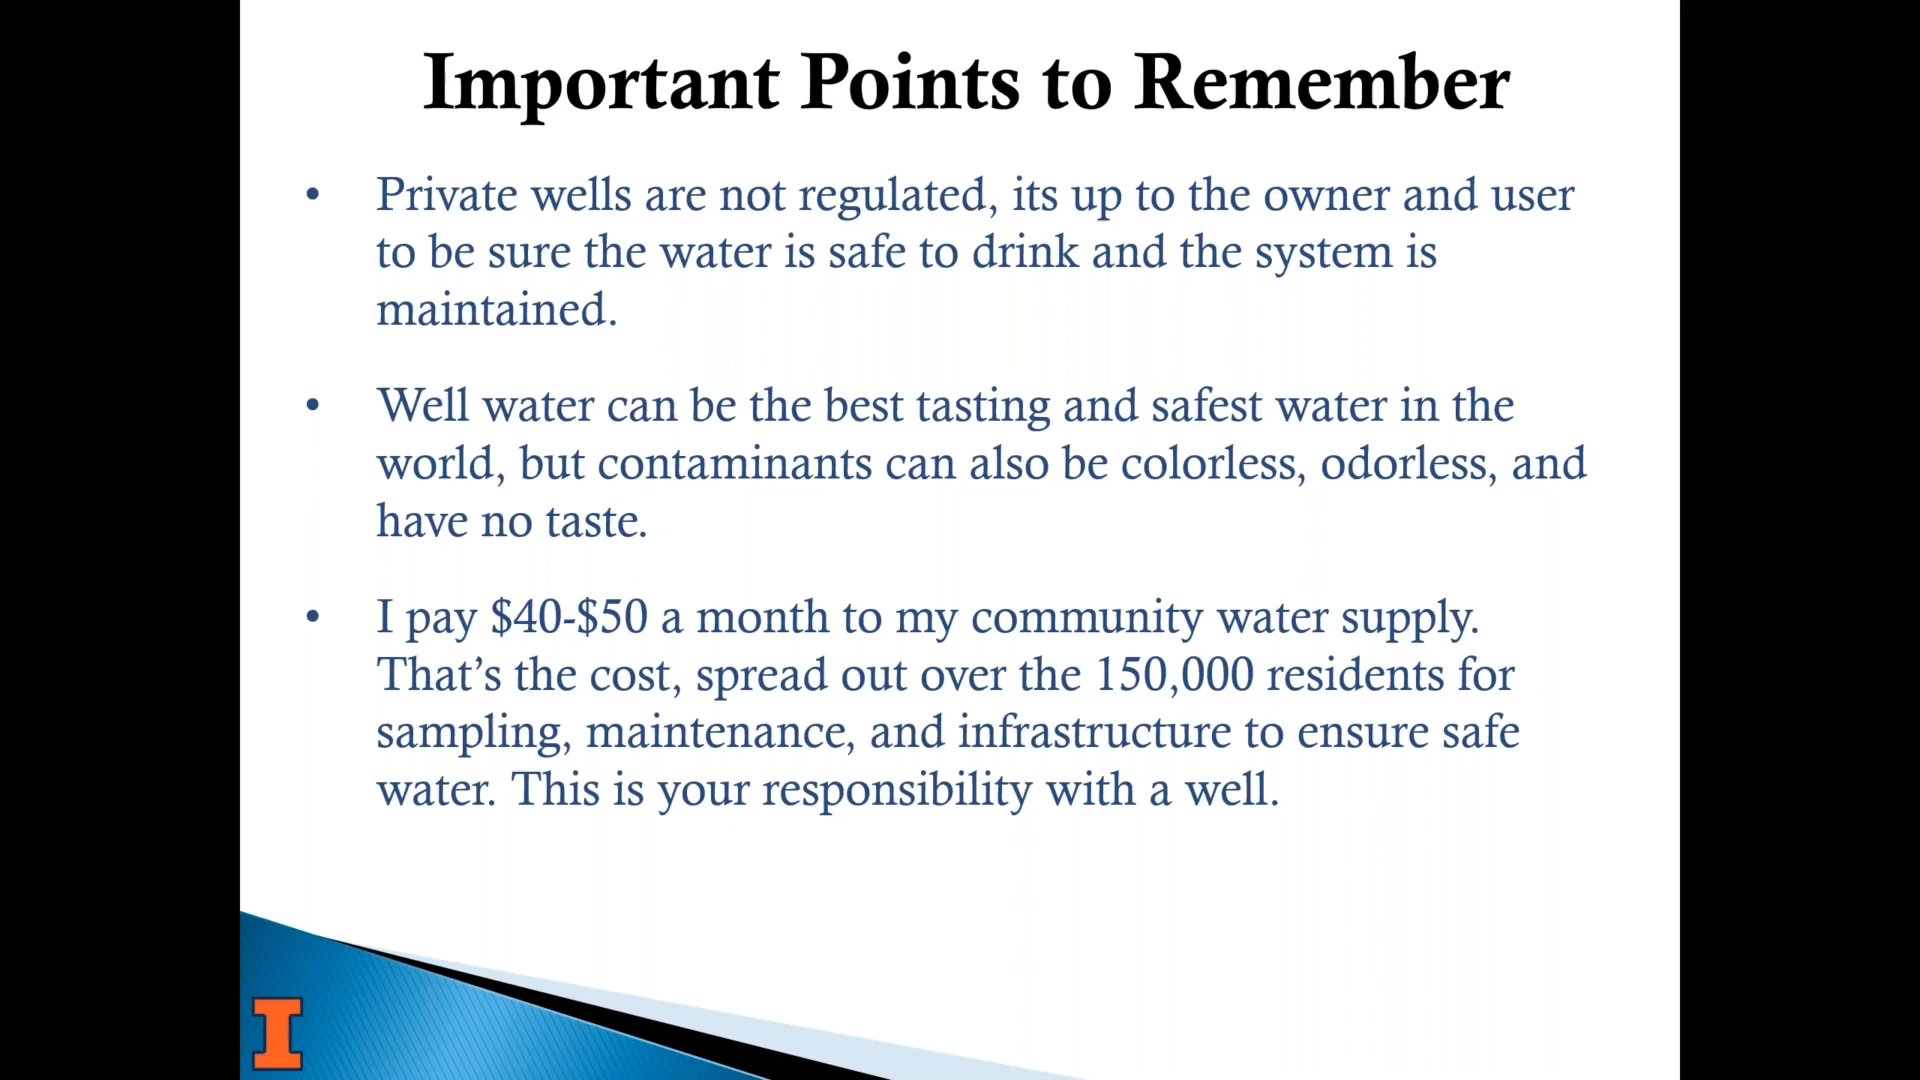 Important Points to Remember
• Private wells are not regulated, its up to the owner and user
to be sure the water is safe to drink and the system is
maintained.
• Well water can be the best tasting and safest water in the
world, but contaminants can also be colorless, odorless, and
have no taste.
• I pay $40-$50 a month to my community water supply.
That’s the cost, spread out over the 150,000 residents for
sampling, maintenance, and infrastructure to ensure safe
water. This is your responsibility with a well.
I